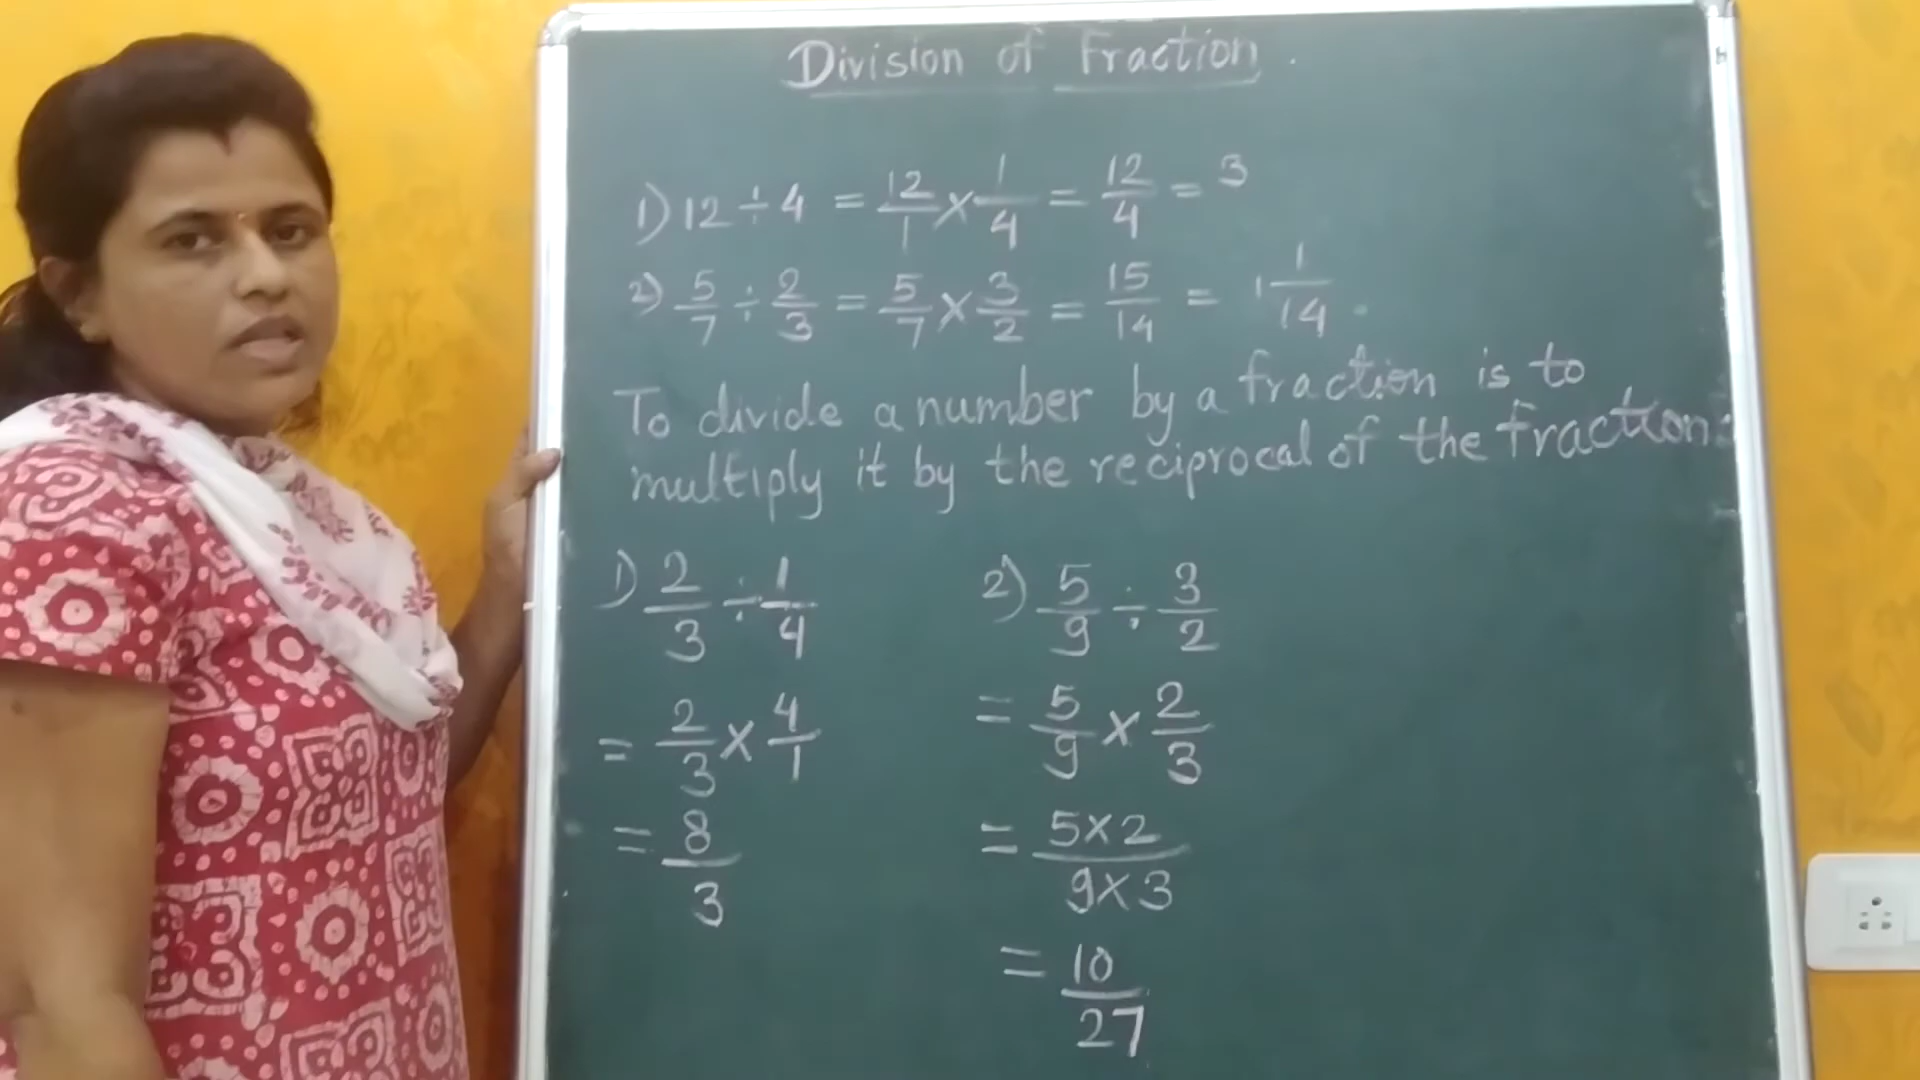 Division of Fraction.
1) 12 ÷ 4 = 12/1 × 1/4 = 12/4 = 3
2) 5/7 ÷ 2/3 = 5/7 × 3/2 = 15/14 = 1 1/14.
To divide a number by a fraction is to
multiply it by the reciprocal of the fraction:
1) 2/3 ÷ 1/4
= 2/3 × 4/1
= 8/3
2) 5/9 ÷ 3/2
= 5/9 × 2/3
= 5×2/9×3
= 10/27